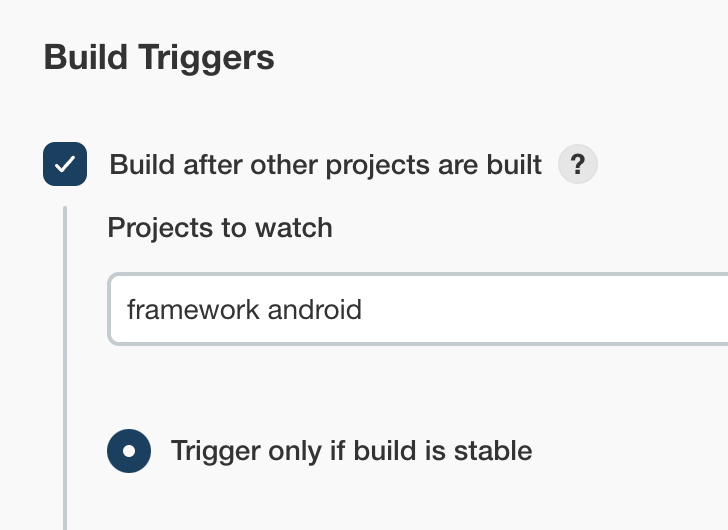 Build Triggers
Build after other projects are built ?
Projects to watch
framework android
Trigger only if build is stable